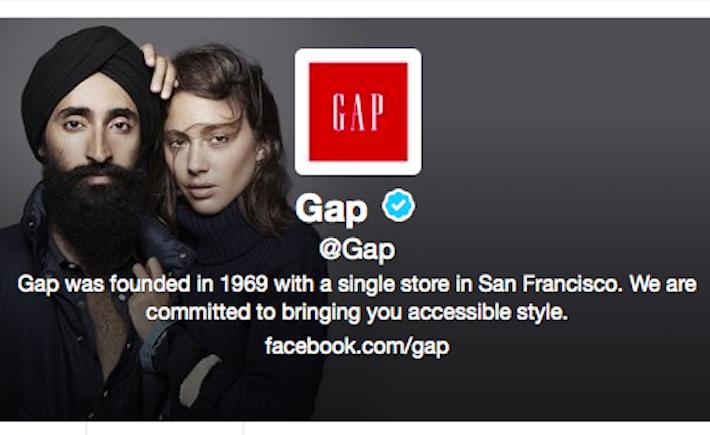 GAP
Gap
@Gap
Gap was founded in 1969 with a single store in San Francisco. We are
committed to bringing you accessible style.
facebook.com/gap